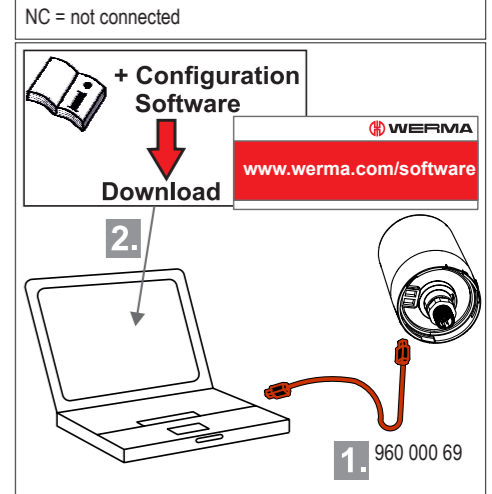 NC = not connected
+ Configuration
Software
WERMA
www.werma.com/software
Download
2.
1. 960 000 69